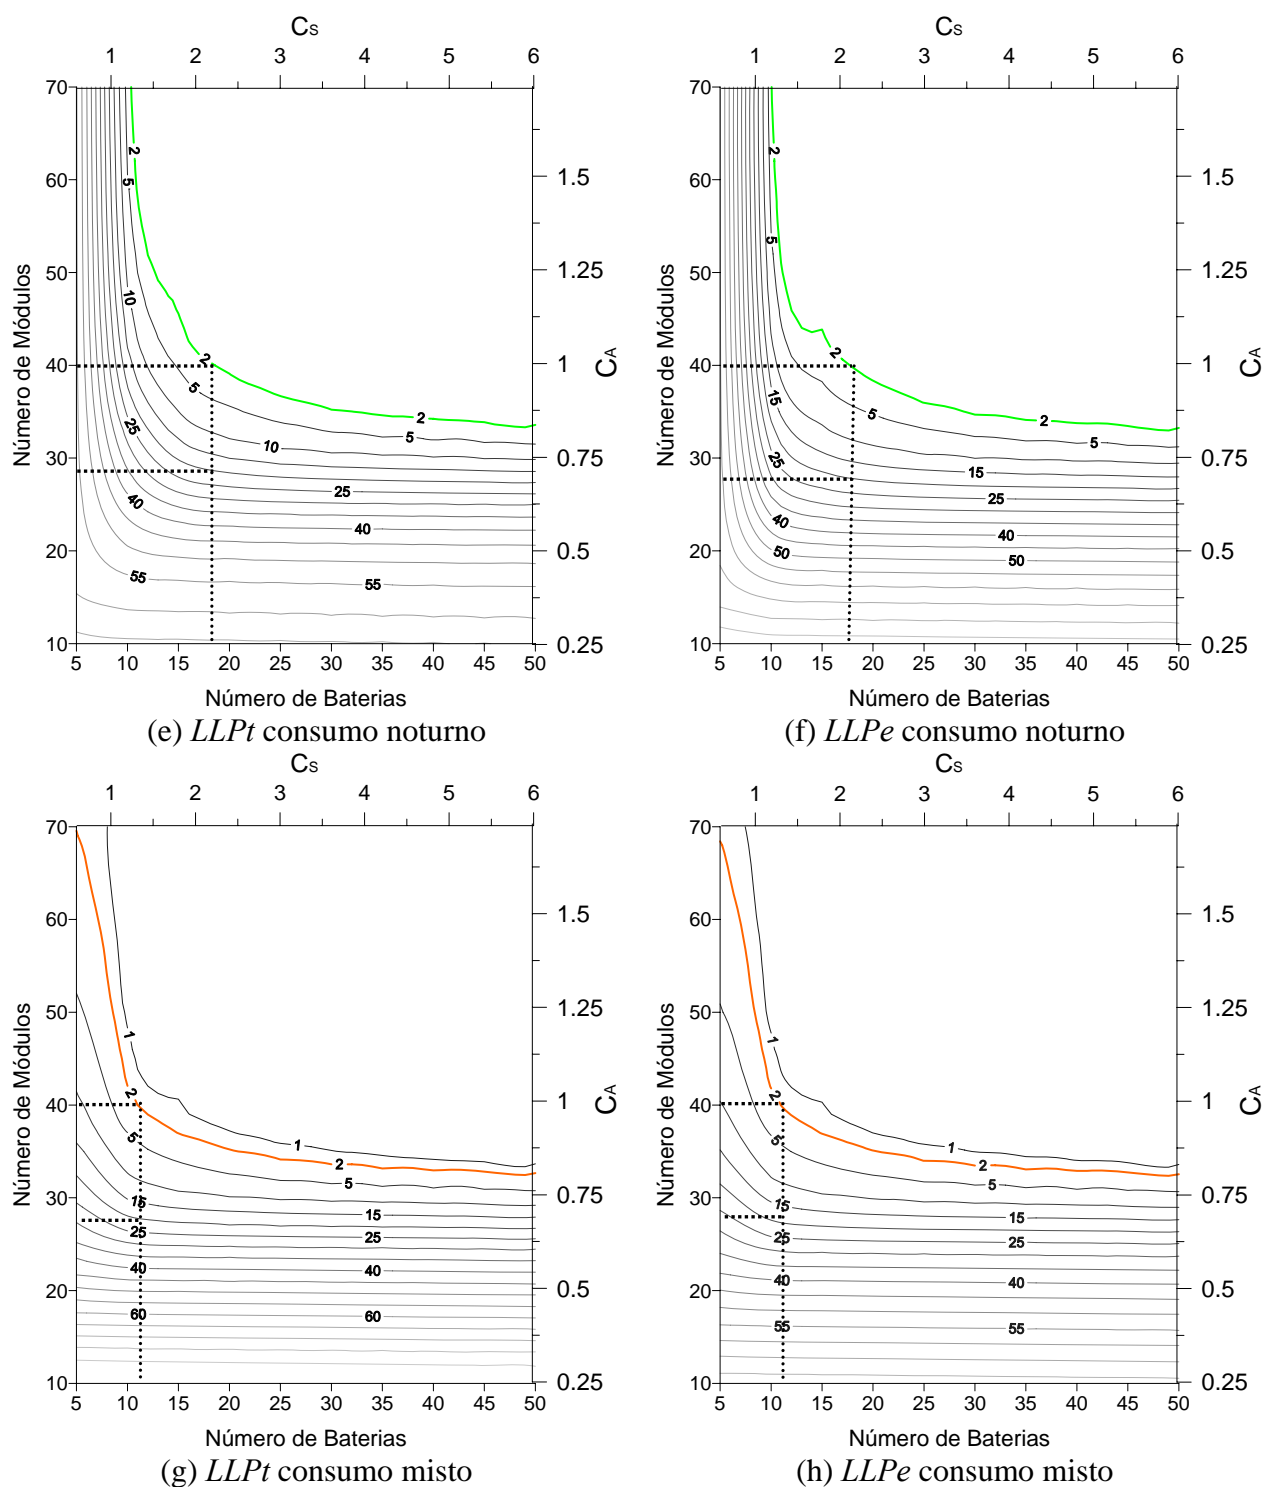 Cs Cs
1 2 3 4 5 6 1 2 3 4 5 6
70 70
2 2
60 5 1.5 60 1.5
5
50 1.25 50 1.25
10
2 2
40 1 40 1
5 15 5
25 2 2
10 5 5
30 0.75 30 25 15 0.75
40 25 25
40 40 40
20 0.5 20 50 50 0.5
55 55
10 0.25 10 0.25
Número de Módulos CA Número de Módulos CA
5 10 15 20 25 30 35 40 45 50 5 10 15 20 25 30 35 40 45 50
Número de Baterias Número de Baterias
(e) LLPt consumo noturno (f) LLPe consumo noturno
Cs Cs
1 2 3 4 5 6 1 2 3 4 5 6
70 70
60 1.5 60 1.5
50 1.25 50 1.25
1 1
2 2
40 1 40 1
5 1 5 1
2 2
5 5
30 15 15 0.75 30 15 15 0.75
25 25 25 25
40 40 40 40
20 0.5 20 0.5
60 60 55 55
10 0.25 10 0.25
Número de Módulos CA Número de Módulos CA
5 10 15 20 25 30 35 40 45 50 5 10 15 20 25 30 35 40 45 50
Número de Baterias Número de Baterias
(g) LLPt consumo misto (h) LLPe consumo misto